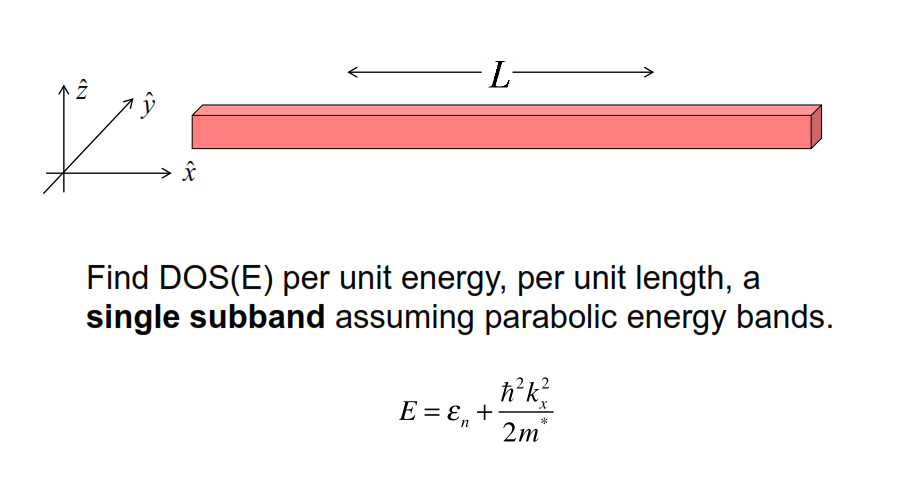 L
ẑ
ŷ
x̂
Find DOS(E) per unit energy, per unit length, a
single subband assuming parabolic energy bands.
E = εₙ + ħ²kₓ² / 2m*